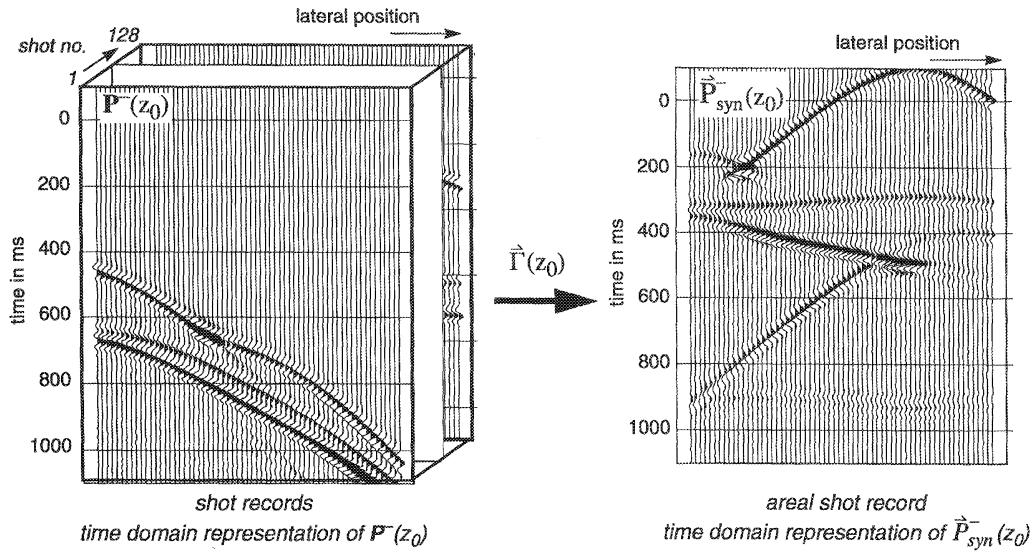 lateral position
shot no.
128
1
P⁻(z₀)
0
200
400
600
800
1000
time in ms
shot records
time domain representation of P⁻(z₀)
Γ⃗(z₀)
lateral position
P⃗⁻syn(z₀)
0
200
400
600
800
1000
time in ms
areal shot record
time domain representation of P⃗⁻syn(z₀)